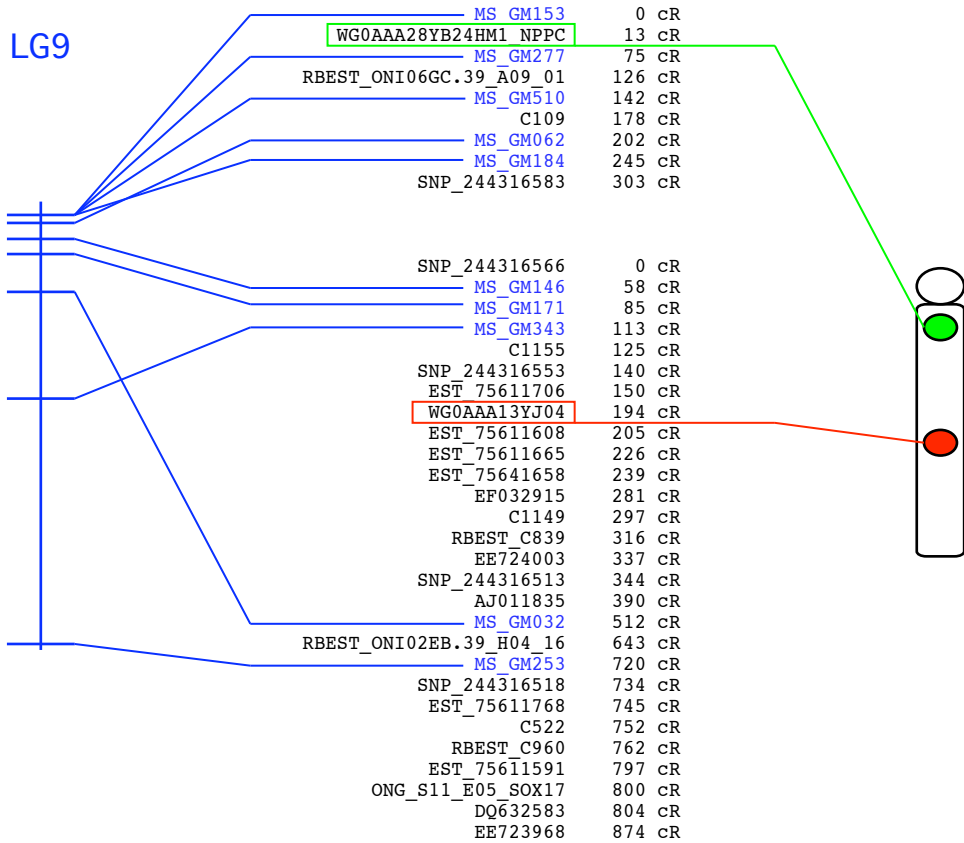 LG9
MS_GM153 0 cR
WG0AAA28YB24HM1_NPPC 13 cR
MS_GM277 75 cR
RBEST_ONI06GC.39_A09_01 126 cR
MS_GM510 142 cR
C109 178 cR
MS_GM062 202 cR
MS_GM184 245 cR
SNP_244316583 303 cR
SNP_244316566 0 cR
MS_GM146 58 cR
MS_GM171 85 cR
MS_GM343 113 cR
C1155 125 cR
SNP_244316553 140 cR
EST_75611706 150 cR
WG0AAA13YJ04 194 cR
EST_75611608 205 cR
EST_75611665 226 cR
EST_75641658 239 cR
EF032915 281 cR
C1149 297 cR
RBEST_C839 316 cR
EE724003 337 cR
SNP_244316513 344 cR
AJ011835 390 cR
MS_GM032 512 cR
RBEST_ONI02EB.39_H04_16 643 cR
MS_GM253 720 cR
SNP_244316518 734 cR
EST_75611768 745 cR
C522 752 cR
RBEST_C960 762 cR
EST_75611591 797 cR
ONG_S11_E05_SOX17 800 cR
DQ632583 804 cR
EE723968 874 cR